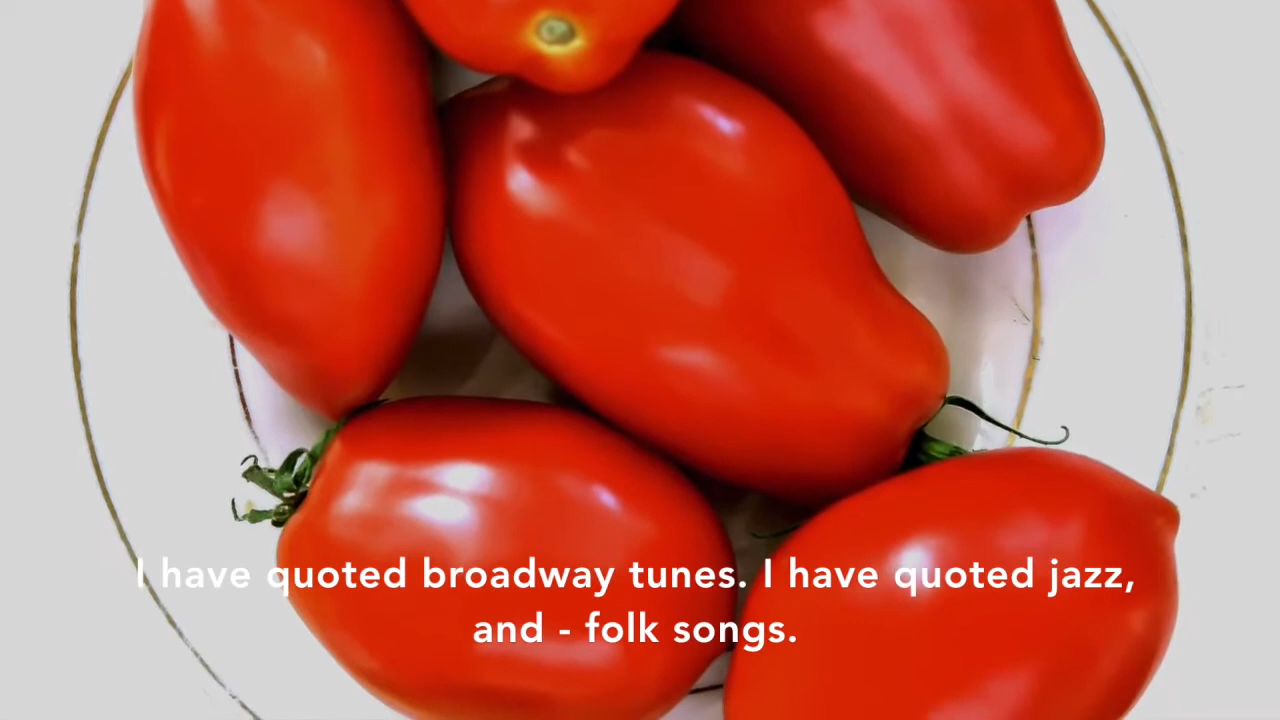 I have quoted broadway tunes. I have quoted jazz,
and - folk songs.